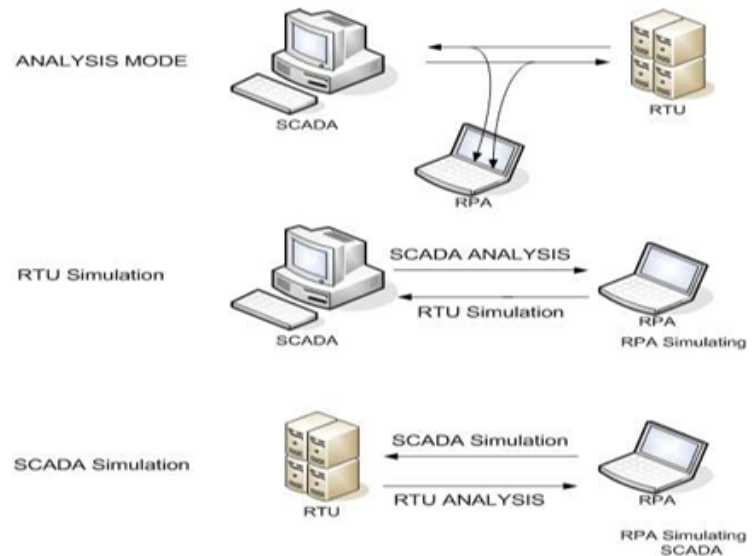 ANALYSIS MODE
SCADA
RTU
RPA
RTU Simulation
SCADA ANALYSIS
RTU Simulation
SCADA
RPA
RPA Simulating
SCADA Simulation
SCADA Simulation
RTU ANALYSIS
RTU
RPA
RPA Simulating
SCADA